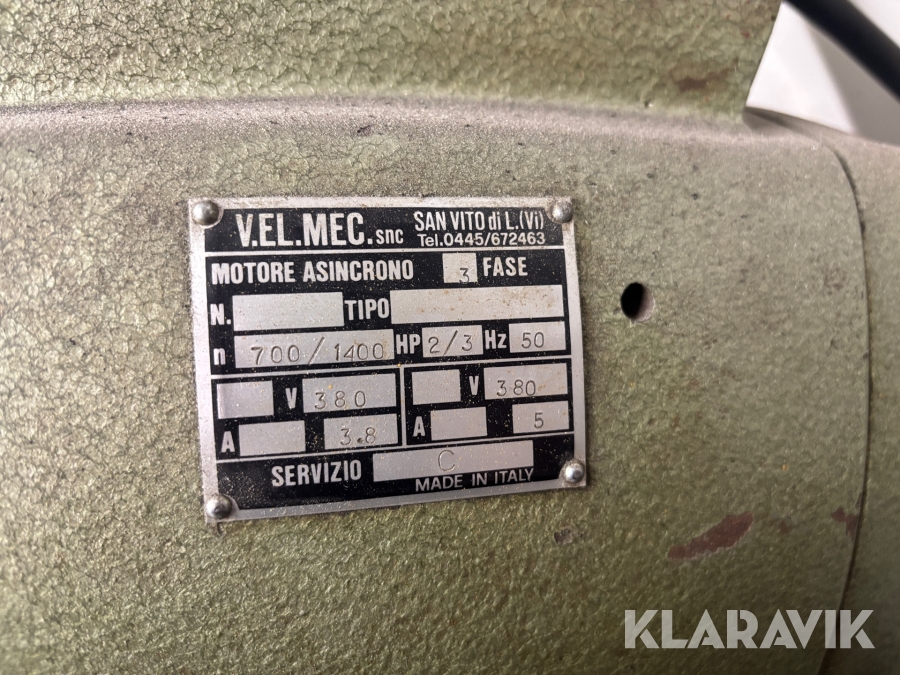 V.EL.MEC.snc SAN VITO di L.(Vi)
Tel.0445/672463
MOTORE ASINCRONO 3 FASE
N. TIPO
n 700/1400 HP 2/3 Hz 50
V 380 V 380
A 3.8 A 5
SERVIZIO C
MADE IN ITALY
KLARAVIK